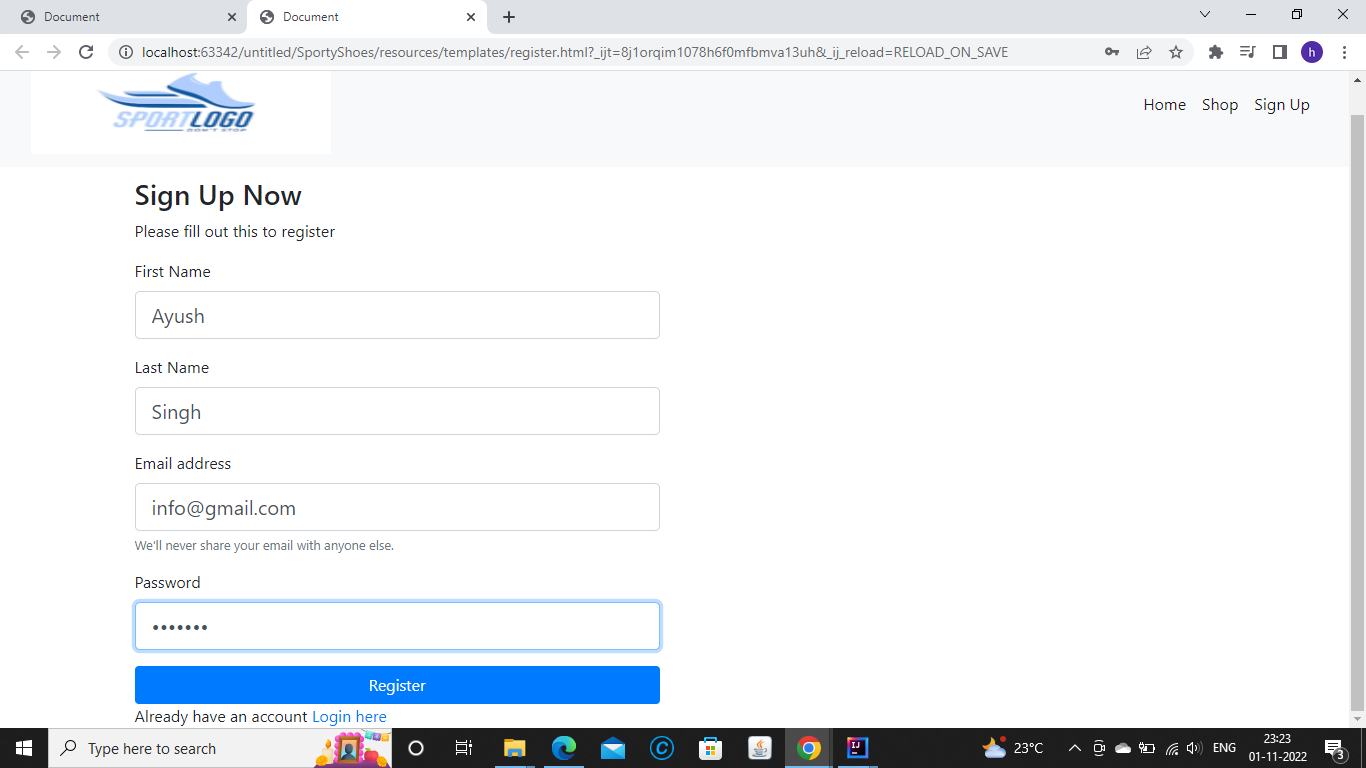 Document
Document
localhost:63342/untitled/SportyShoes/resources/templates/register.html?_ijt=8j1orqim1078h6f0mfbmva13uh&_ij_reload=RELOAD_ON_SAVE
h
SPORTLOGO
DON'T STOP
Home Shop Sign Up
Sign Up Now
Please fill out this to register
First Name
Ayush
Last Name
Singh
Email address
info@gmail.com
We'll never share your email with anyone else.
Password
•••••••
Register
Already have an account Login here
Type here to search
23°C
ENG
23:23
01-11-2022
3